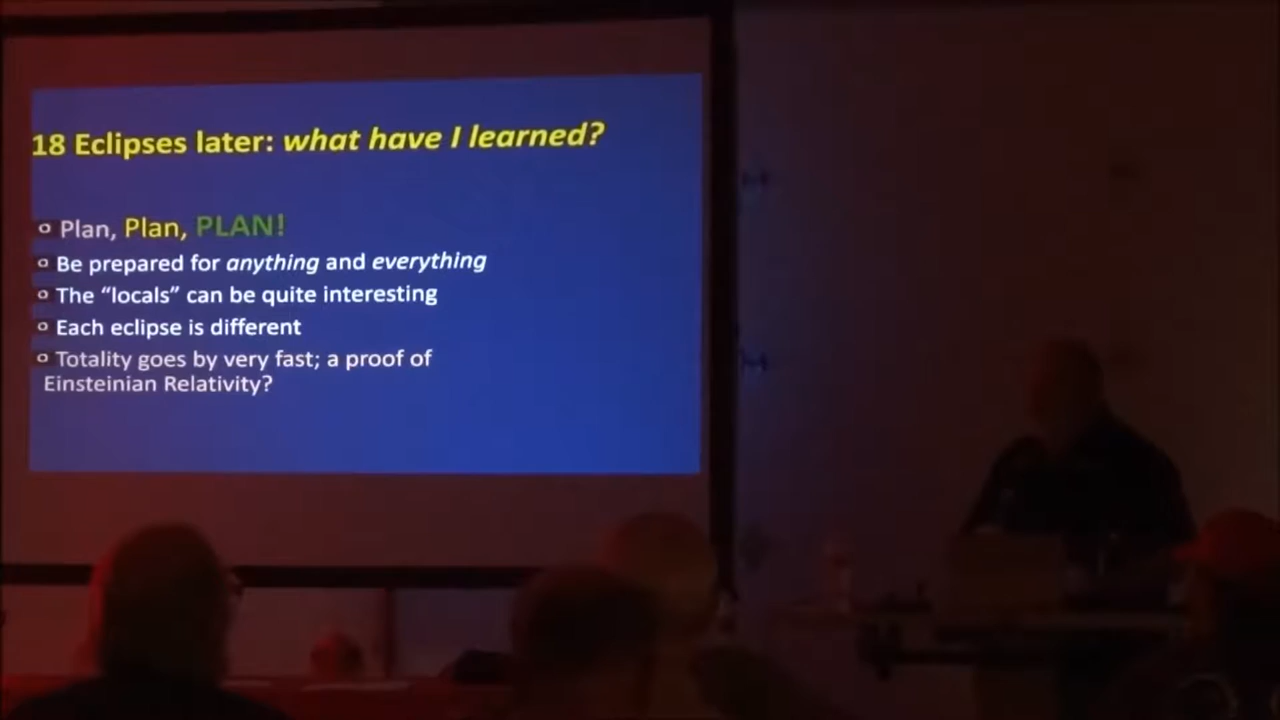 18 Eclipses later: what have I learned?
Plan, Plan, PLAN!
Be prepared for anything and everything
The “locals” can be quite interesting
Each eclipse is different
Totality goes by very fast; a proof of
Einsteinian Relativity?